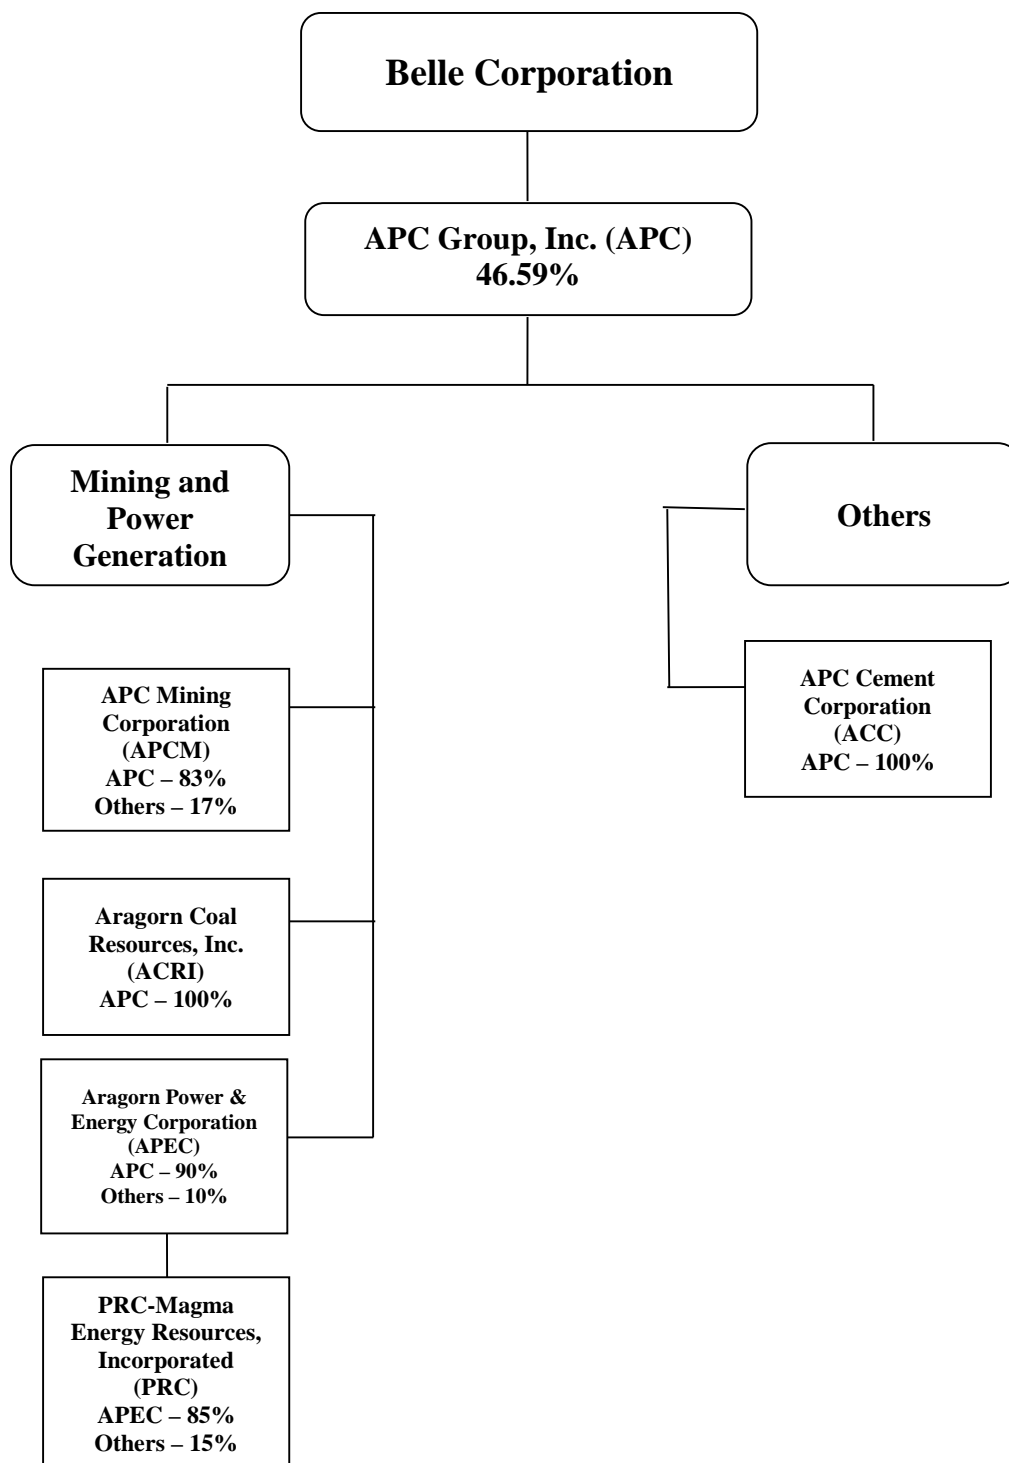 Belle Corporation
APC Group, Inc. (APC)
46.59%
Mining and
Power
Generation
Others
APC Mining
Corporation
(APCM)
APC – 83%
Others – 17%
APC Cement
Corporation
(ACC)
APC – 100%
Aragorn Coal
Resources, Inc.
(ACRI)
APC – 100%
Aragorn Power &
Energy Corporation
(APEC)
APC – 90%
Others – 10%
PRC-Magma
Energy Resources,
Incorporated
(PRC)
APEC – 85%
Others – 15%